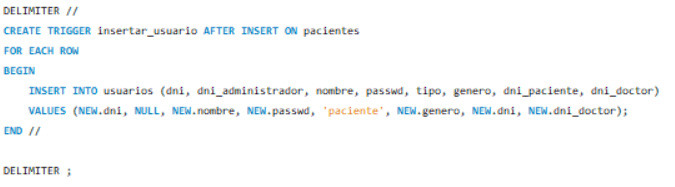 DELIMITER //
CREATE TRIGGER insertar_usuario AFTER INSERT ON pacientes
FOR EACH ROW
BEGIN
    INSERT INTO usuarios (dni, dni_administrador, nombre, passwd, tipo, genero, dni_paciente, dni_doctor)
    VALUES (NEW.dni, NULL, NEW.nombre, NEW.passwd, 'paciente', NEW.genero, NEW.dni, NEW.dni_doctor);
END //
DELIMITER ;